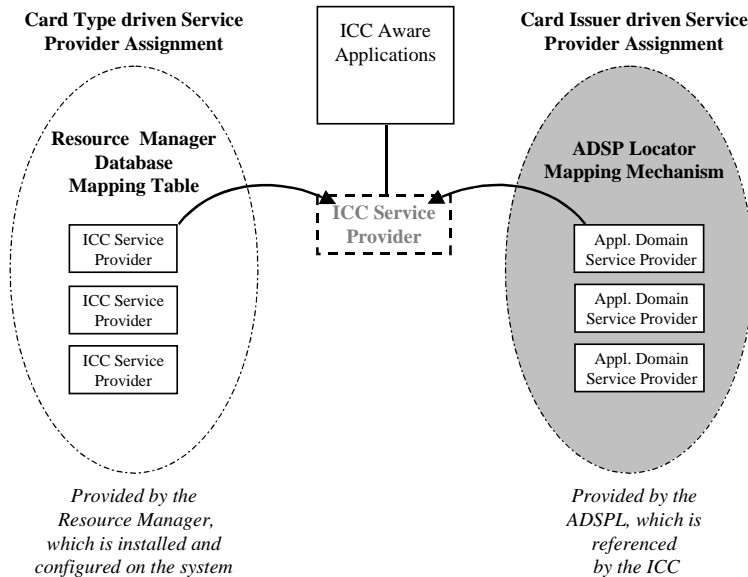 Card Type driven Service
Provider Assignment
ICC Aware
Applications
Card Issuer driven Service
Provider Assignment
Resource Manager
Database
Mapping Table
ADSP Locator
Mapping Mechanism
ICC Service
Provider
ICC Service
Provider
ICC Service
Provider
ICC Service
Provider
Appl. Domain
Service Provider
Appl. Domain
Service Provider
Appl. Domain
Service Provider
Provided by the
Resource Manager,
which is installed and
configured on the system
Provided by the
ADSPL, which is
referenced
by the ICC